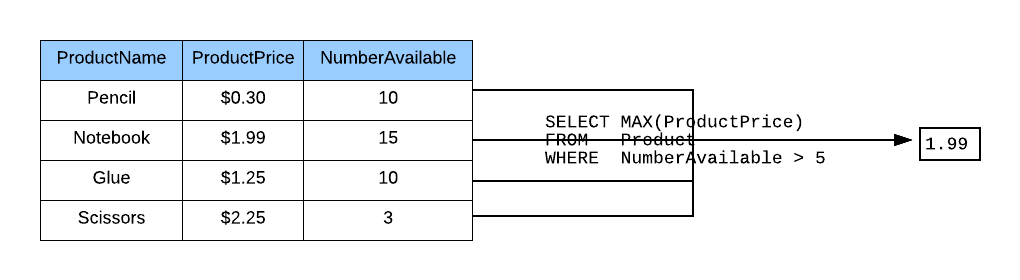 ProductName ProductPrice NumberAvailable
Pencil $0.30 10
Notebook $1.99 15
Glue $1.25 10
Scissors $2.25 3
SELECT MAX(ProductPrice)
FROM Product
WHERE NumberAvailable > 5
1.99